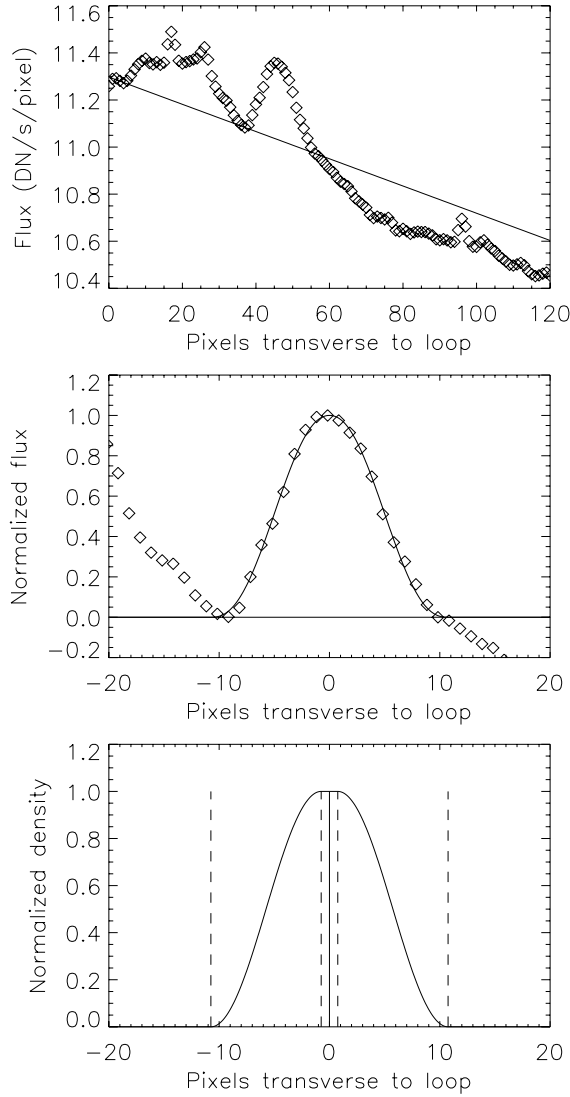 11.6
11.4
11.2
11.0
10.8
10.6
10.4
Flux (DN/s/pixel)
0 20 40 60 80 100 120
Pixels transverse to loop
1.2
1.0
0.8
0.6
0.4
0.2
0.0
−0.2
Normalized flux
−20 −10 0 10 20
Pixels transverse to loop
1.2
1.0
0.8
0.6
0.4
0.2
0.0
Normalized density
−20 −10 0 10 20
Pixels transverse to loop